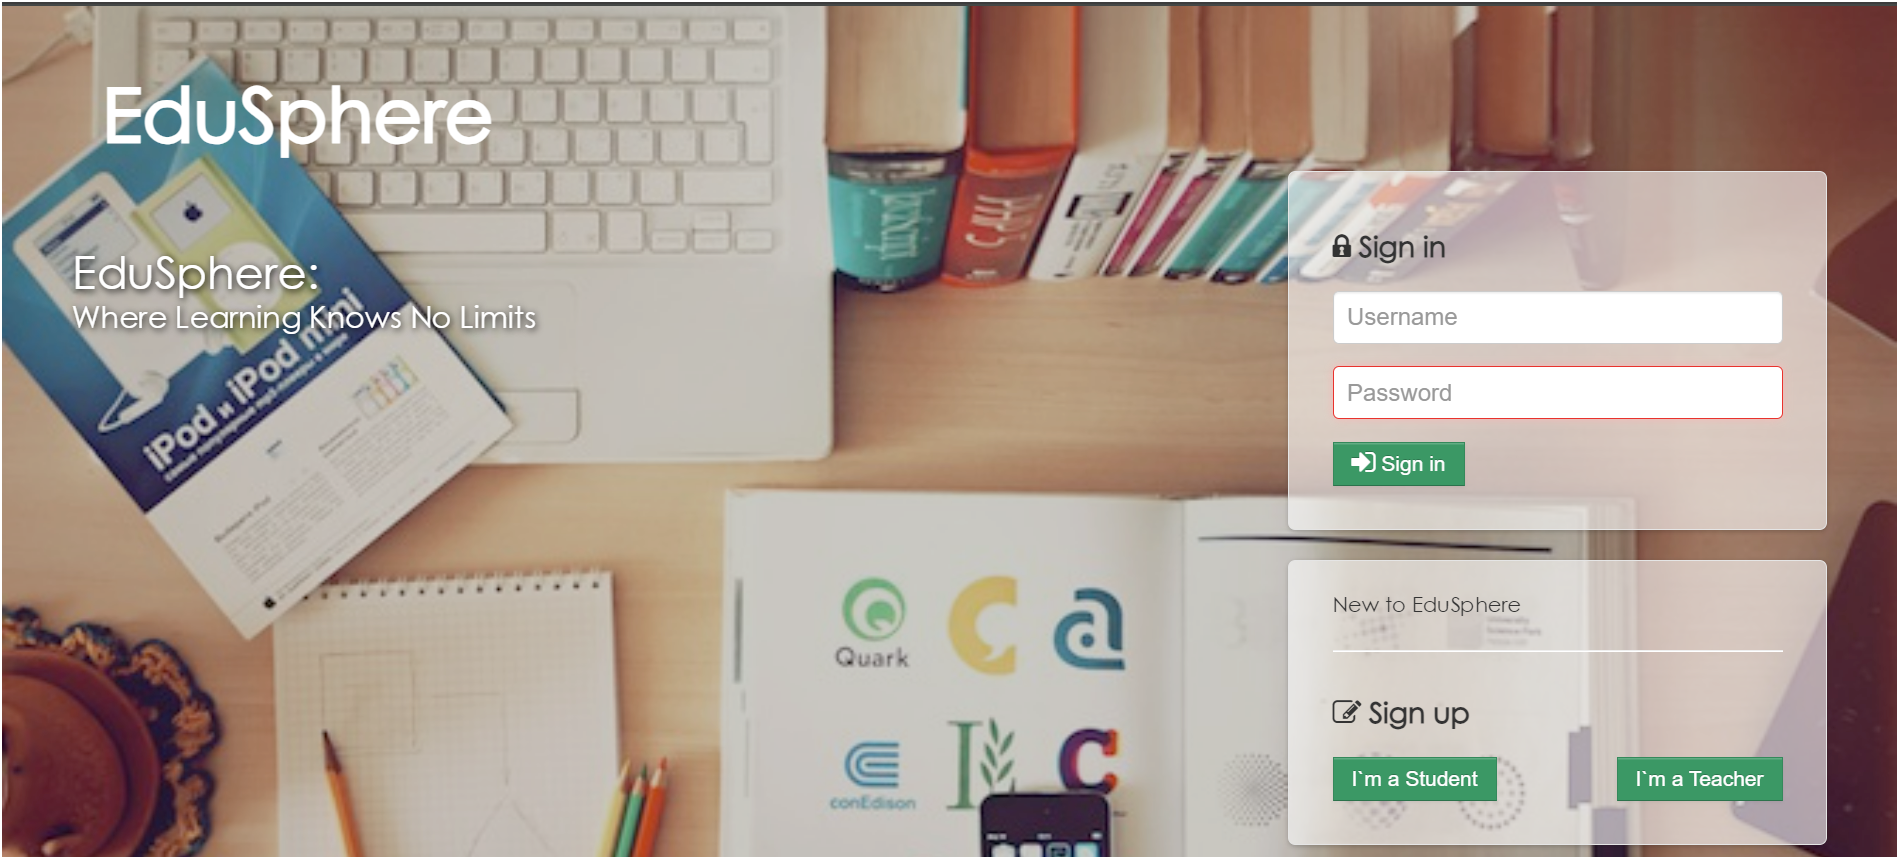 EduSphere
EduSphere:
Where Learning Knows No Limits
iPod и iPod mini
Quark
conEdison
Sign in
Username
Password
Sign in
New to EduSphere
Sign up
I`m a Student
I`m a Teacher